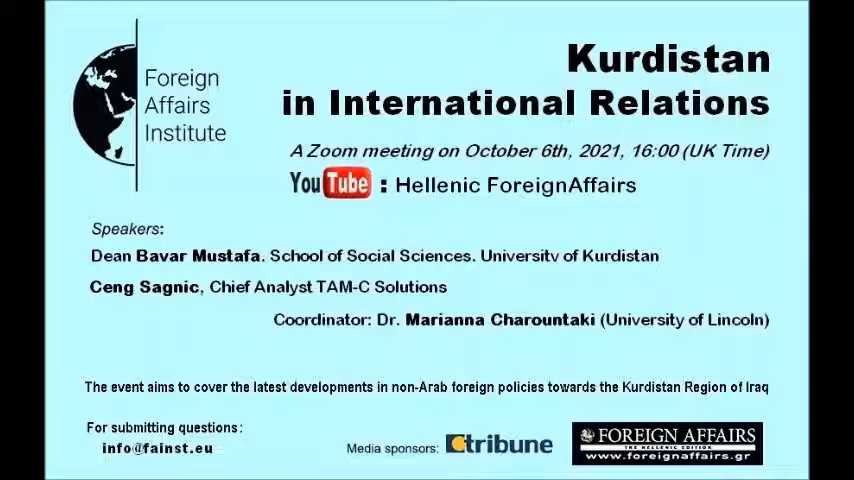 Foreign
Affairs
Institute
Kurdistan
in International Relations
A Zoom meeting on October 6th, 2021, 16:00 (UK Time)
YouTube : Hellenic ForeignAffairs
Speakers:
Dean Bavar Mustafa, School of Social Sciences, University of Kurdistan
Ceng Sagnic, Chief Analyst TAM-C Solutions
Coordinator: Dr. Marianna Charountaki (University of Lincoln)
The event aims to cover the latest developments in non-Arab foreign policies towards the Kurdistan Region of Iraq
For submitting questions:
info@fainst.eu
Media sponsors: tribune
FOREIGN AFFAIRS
THE HELLENIC EDITION
www.foreignaffairs.gr